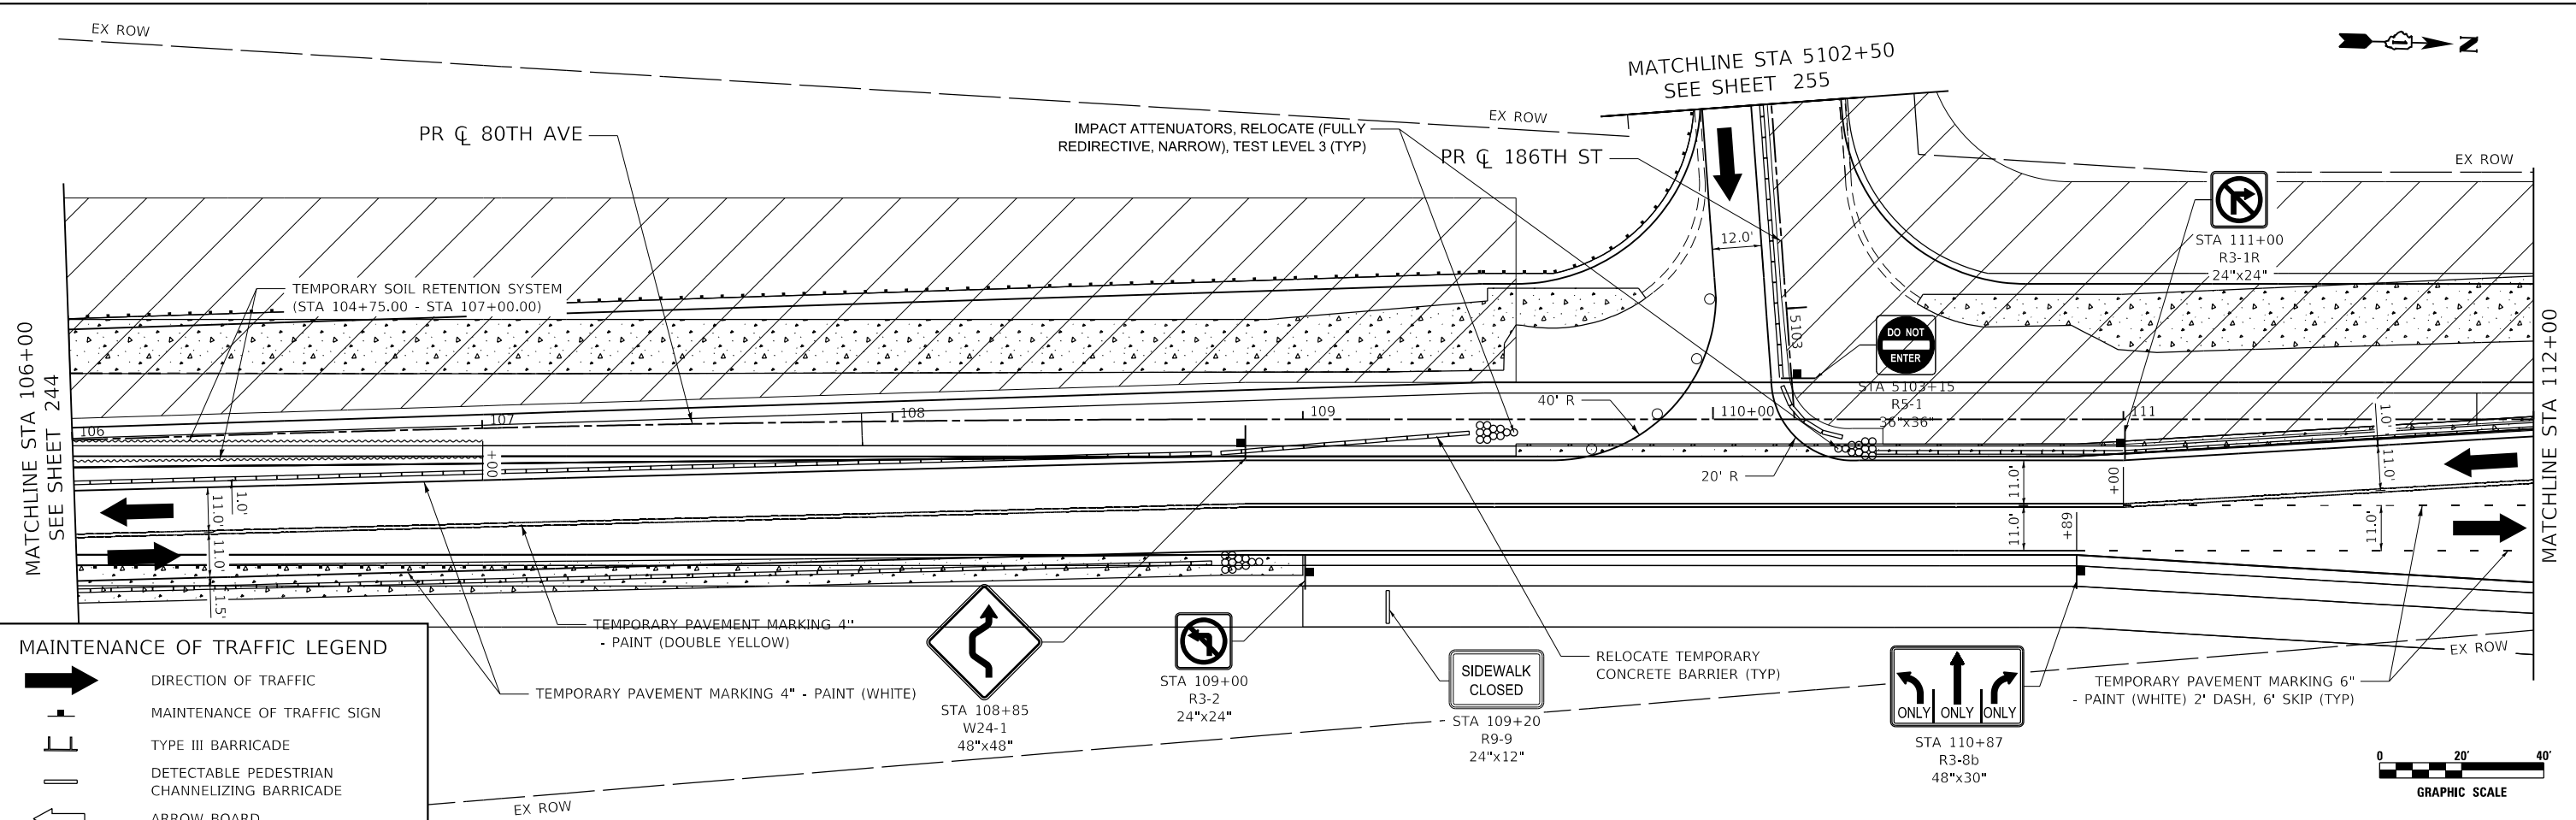 EX ROW
MATCHLINE STA 5102+50
SEE SHEET 255
N
PR ℄ 80TH AVE
IMPACT ATTENUATORS, RELOCATE (FULLY
REDIRECTIVE, NARROW), TEST LEVEL 3 (TYP)
EX ROW
PR ℄ 186TH ST
EX ROW
12.0'
STA 111+00
R3-1R
24"x24"
TEMPORARY SOIL RETENTION SYSTEM
(STA 104+75.00 - STA 107+00.00)
5103
DO NOT
ENTER
STA 5103+15
R5-1
36"x36"
MATCHLINE STA 106+00
SEE SHEET 244
MATCHLINE STA 112+00
106
107
108
109
110+00
111
40' R
20' R
+00
1.0'
11.0'
11.0'
1.5'
11.0'
11.0'
+00
+89
1.0'
11.0'
11.0'
TEMPORARY PAVEMENT MARKING 4"
- PAINT (DOUBLE YELLOW)
TEMPORARY PAVEMENT MARKING 4" - PAINT (WHITE)
STA 108+85
W24-1
48"x48"
STA 109+00
R3-2
24"x24"
SIDEWALK
CLOSED
STA 109+20
R9-9
24"x12"
RELOCATE TEMPORARY
CONCRETE BARRIER (TYP)
ONLY ONLY ONLY
STA 110+87
R3-8b
48"x30"
TEMPORARY PAVEMENT MARKING 6"
- PAINT (WHITE) 2' DASH, 6' SKIP (TYP)
EX ROW
EX ROW
MAINTENANCE OF TRAFFIC LEGEND
DIRECTION OF TRAFFIC
MAINTENANCE OF TRAFFIC SIGN
TYPE III BARRICADE
DETECTABLE PEDESTRIAN
CHANNELIZING BARRICADE
ARROW BOARD
0 20' 40'
GRAPHIC SCALE